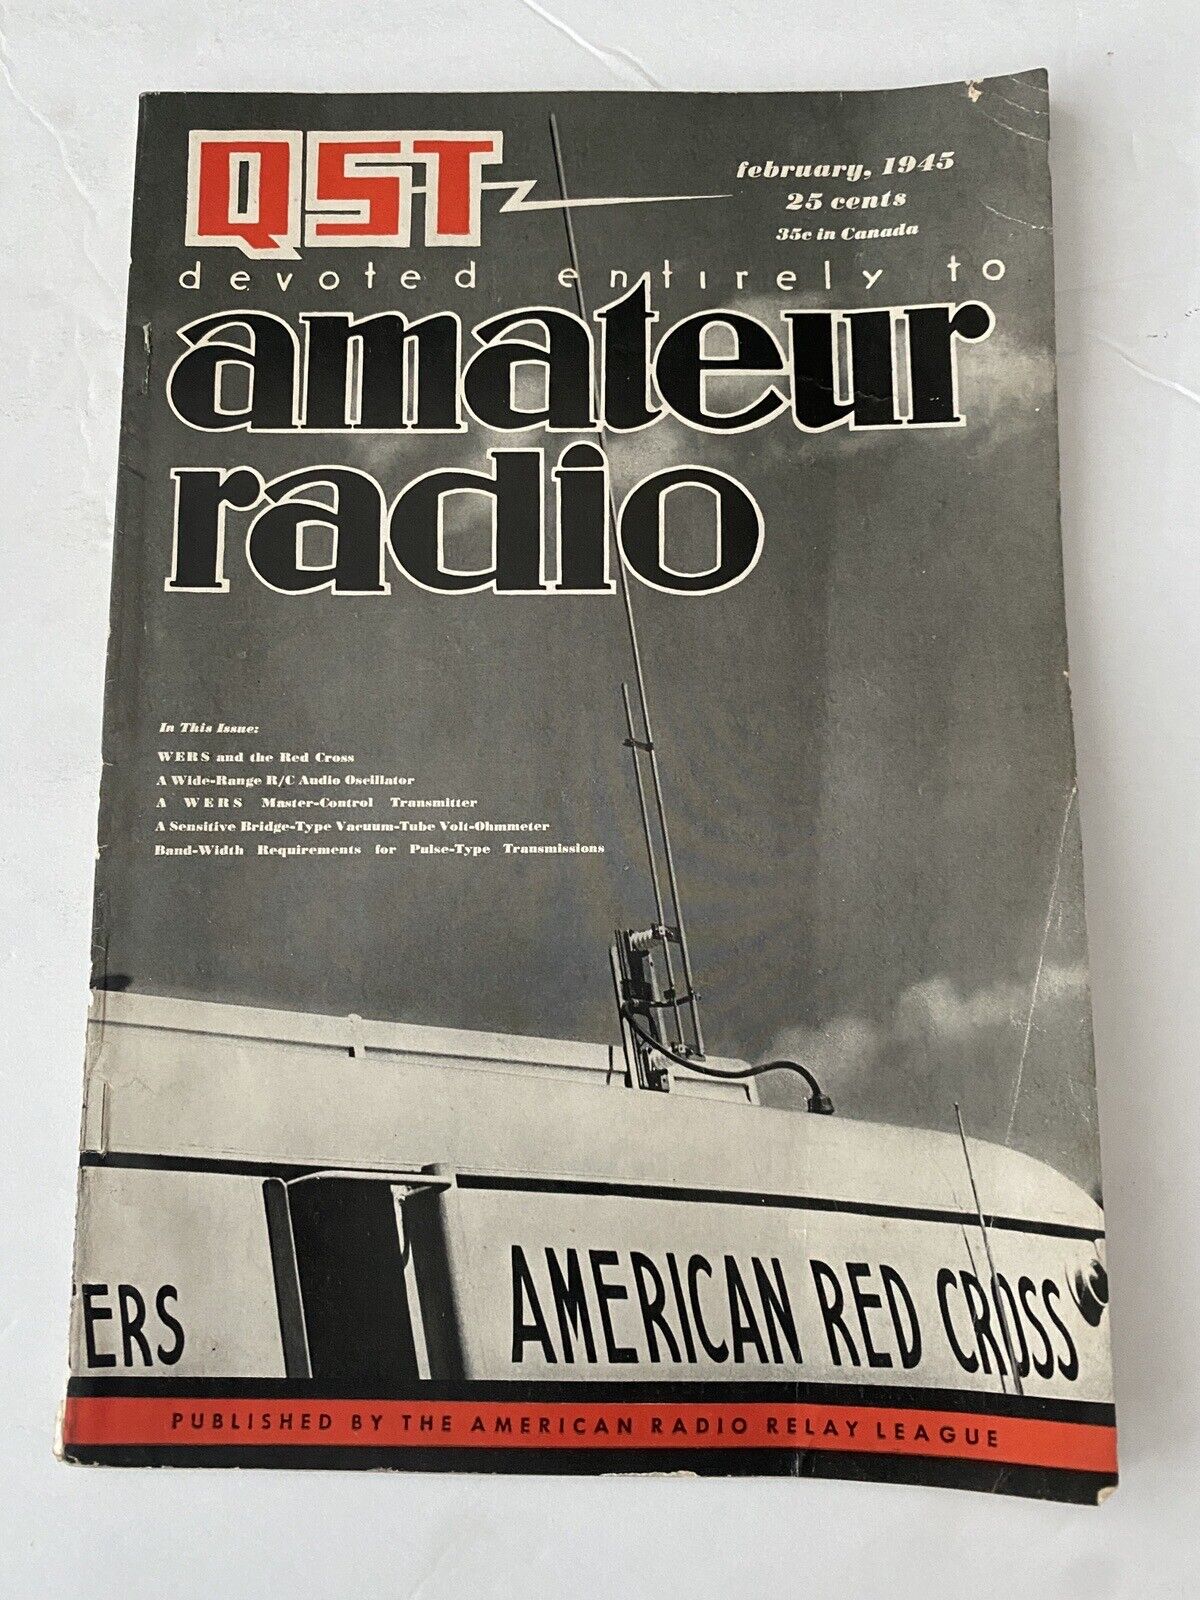 QST
february, 1945
25 cents
35c in Canada
devoted entirely to
amateur
radio
In This Issue:
WERS and the Red Cross
A Wide-Range R/C Audio Oscillator
A WERS Master-Control Transmitter
A Sensitive Bridge-Type Vacuum-Tube Volt-Ohmmeter
Band-Width Requirements for Pulse-Type Transmissions
ERS
AMERICAN RED CROSS
PUBLISHED BY THE AMERICAN RADIO RELAY LEAGUE